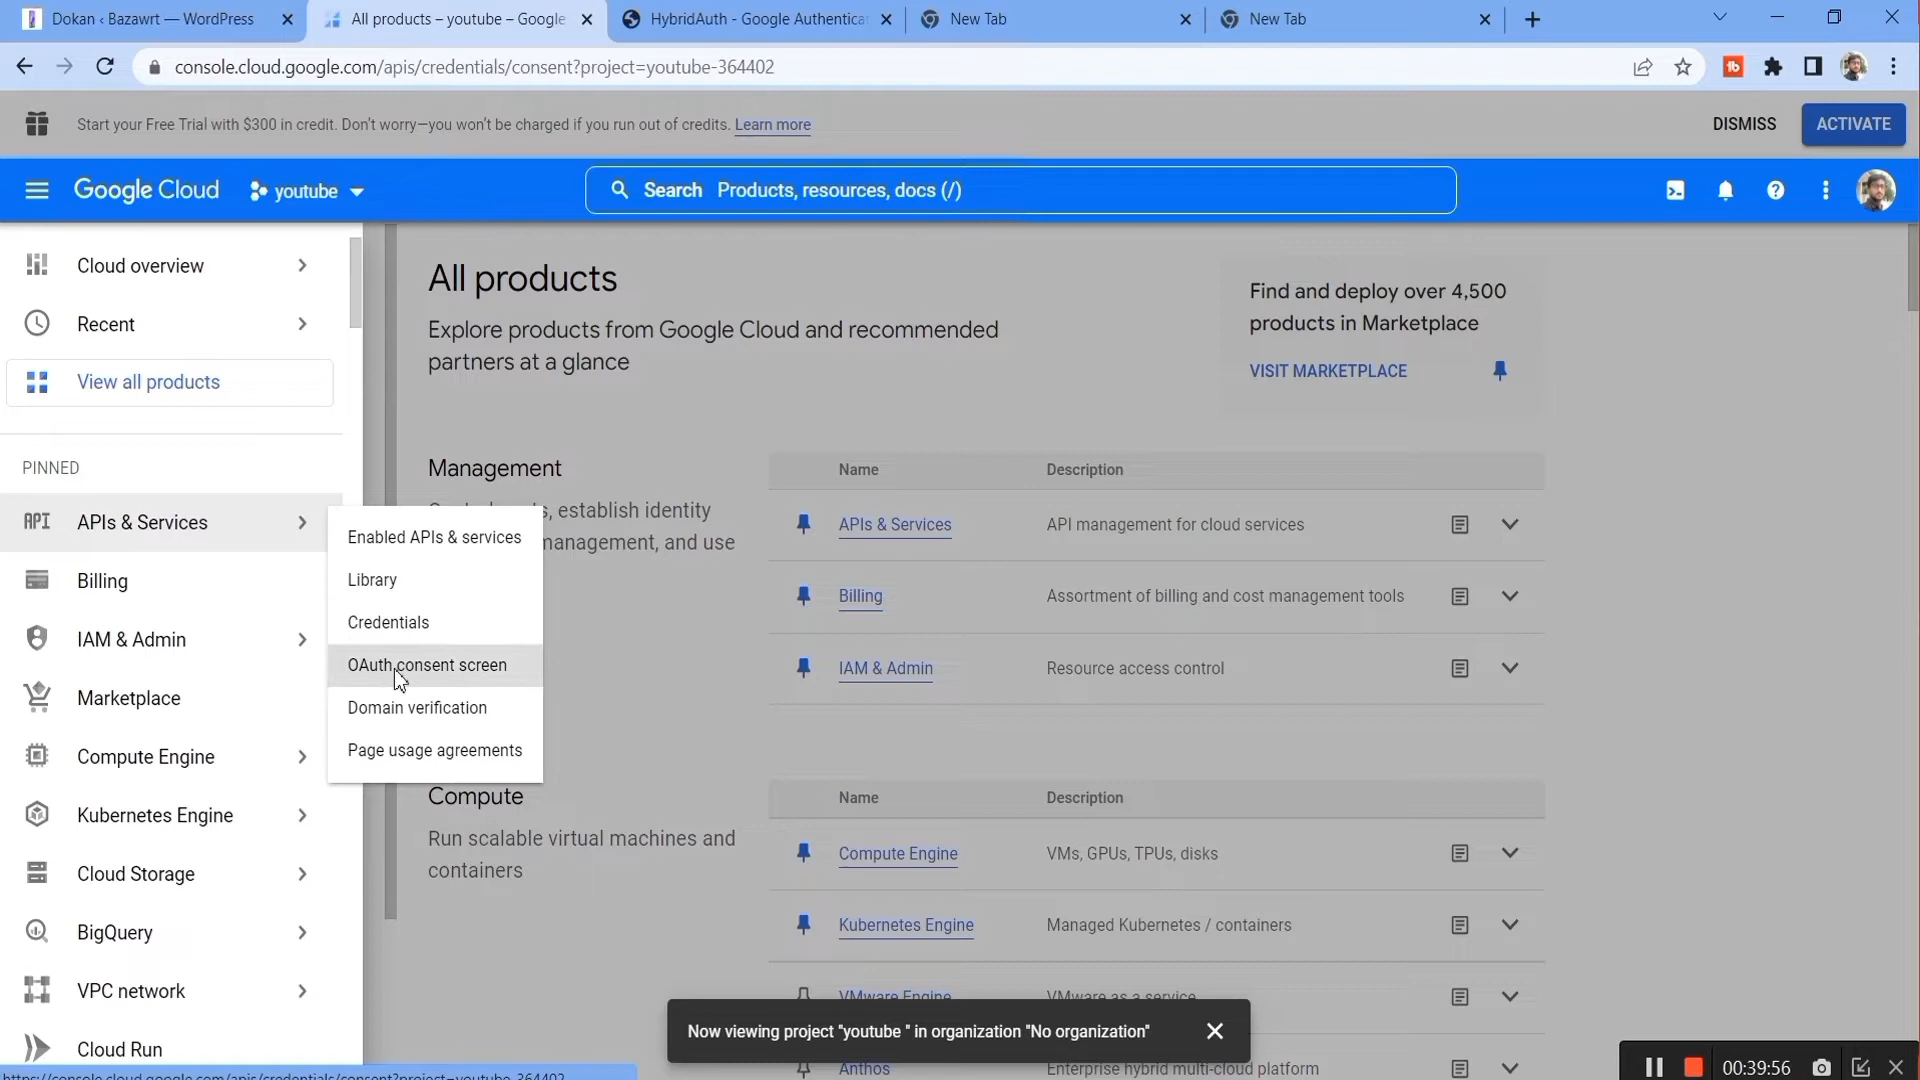 Dokan ‹ Bazawrt — WordPress
All products – youtube – Google
HybridAuth - Google Authentica
New Tab
New Tab
console.cloud.google.com/apis/credentials/consent?project=youtube-364402
Start your Free Trial with $300 in credit. Don't worry—you won't be charged if you run out of credits. Learn more
DISMISS
ACTIVATE
Google Cloud
youtube
Search Products, resources, docs (/)
Cloud overview
Recent
View all products
PINNED
API APIs & Services
Billing
IAM & Admin
Marketplace
Compute Engine
Kubernetes Engine
Cloud Storage
BigQuery
VPC network
Cloud Run
Enabled APIs & services
Library
Credentials
OAuth consent screen
Domain verification
Page usage agreements
All products
Explore products from Google Cloud and recommended
partners at a glance
Find and deploy over 4,500
products in Marketplace
VISIT MARKETPLACE
Management
establish identity
management, and use
Name Description
APIs & Services API management for cloud services
Billing Assortment of billing and cost management tools
IAM & Admin Resource access control
Compute
Run scalable virtual machines and
containers
Name Description
Compute Engine VMs, GPUs, TPUs, disks
Kubernetes Engine Managed Kubernetes / containers
VMware Engine VMware as a service
Anthos Enterprise hybrid multi-cloud platform
Now viewing project "youtube " in organization "No organization"
https://console.cloud.google.com/apis/credentials/consent?project=youtube-364402
00:39:56